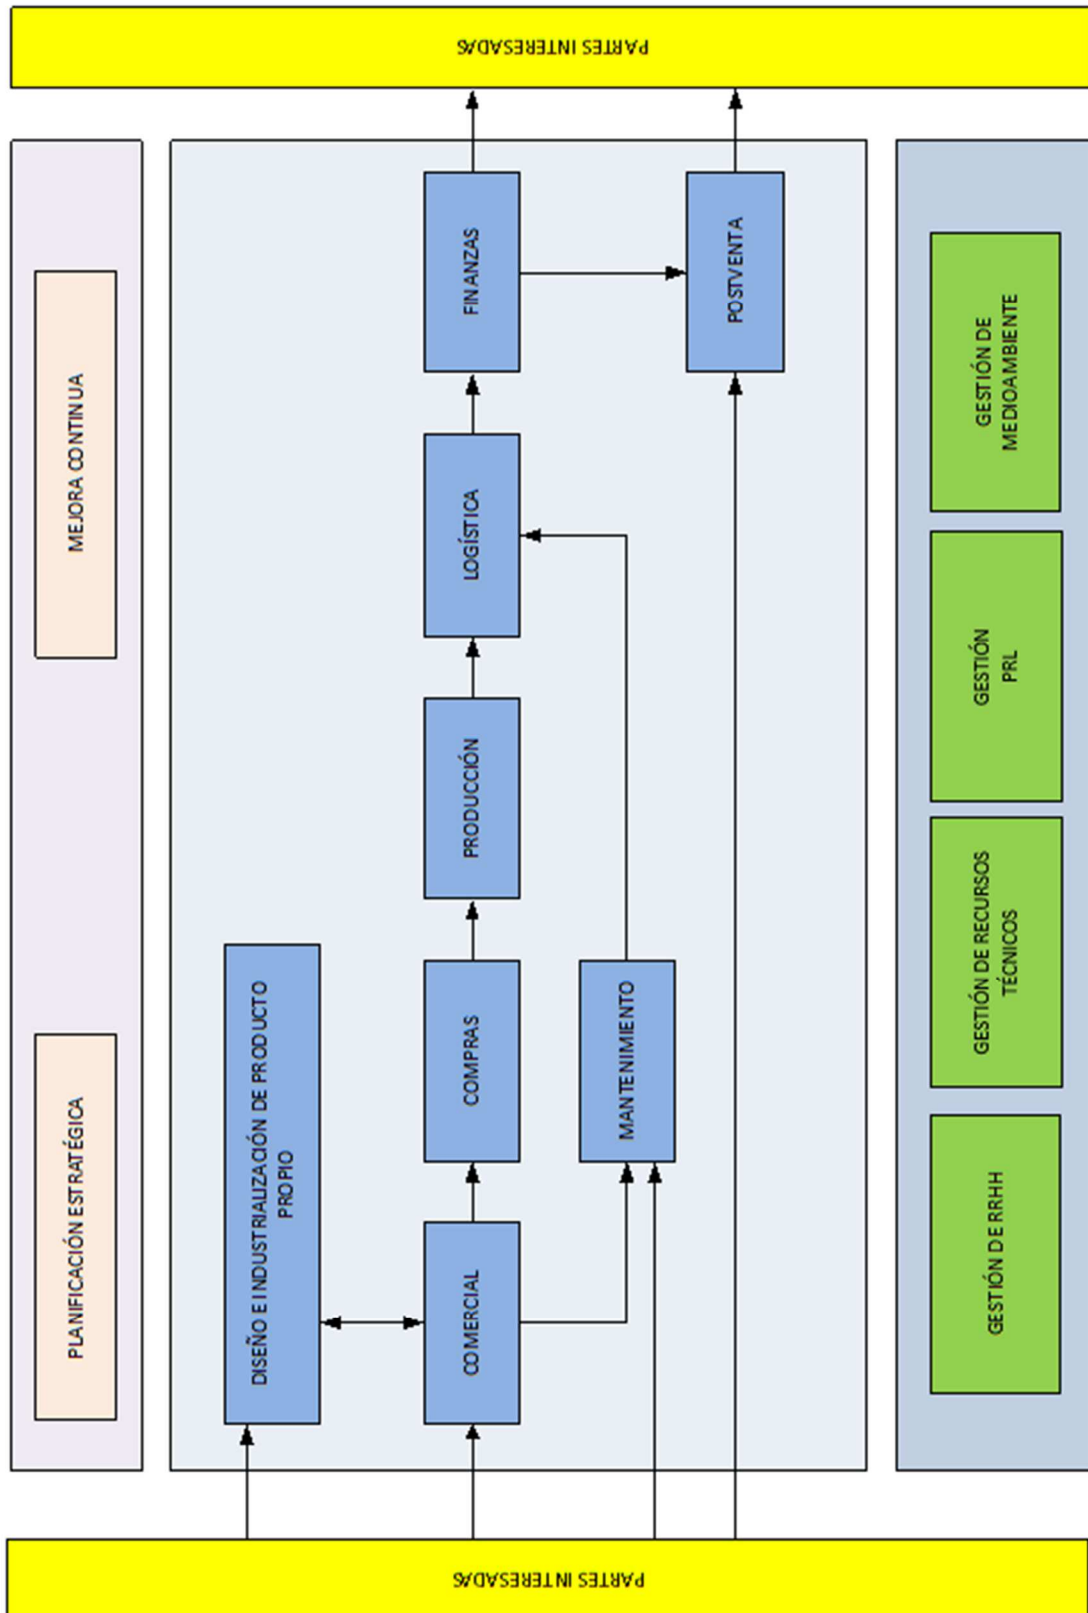 PARTES INTERESADAS
PLANIFICACIÓN ESTRATÉGICA
MEJORA CONTINUA
DISEÑO E INDUSTRIALIZACIÓN DE PRODUCTO
PROPIO
COMERCIAL
COMPRAS
PRODUCCIÓN
LOGÍSTICA
FINANZAS
MANTENIMIENTO
POSTVENTA
GESTIÓN DE RRHH
GESTIÓN DE RECURSOS
TÉCNICOS
GESTIÓN
PRL
GESTIÓN DE
MEDIOAMBIENTE
PARTES INTERESADAS